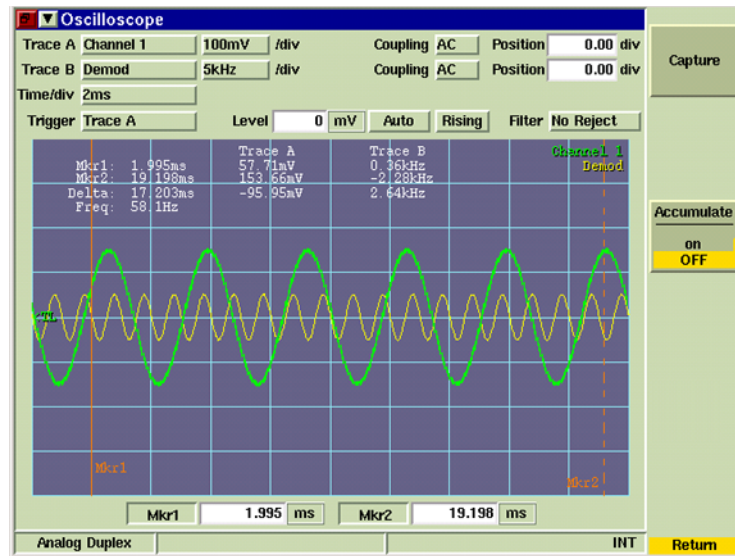 Oscilloscope
Trace A Channel 1 100mV /div Coupling AC Position 0.00 div
Trace B Demod 5kHz /div Coupling AC Position 0.00 div
Time/div 2ms
Trigger Trace A Level 0 mV Auto Rising Filter No Reject
Capture
Trace A Trace B Channel 1
Mkr1: 1.995ms 57.71mV 0.36kHz Demod
Mkr2: 19.198ms 153.66mV -2.28kHz
Delta: 17.203ms -95.95mV 2.64kHz
Freq: 58.1Hz
Accumulate
on
OFF
Mkr1
Mkr2
Mkr1 1.995 ms Mkr2 19.198 ms
Analog Duplex INT
Return